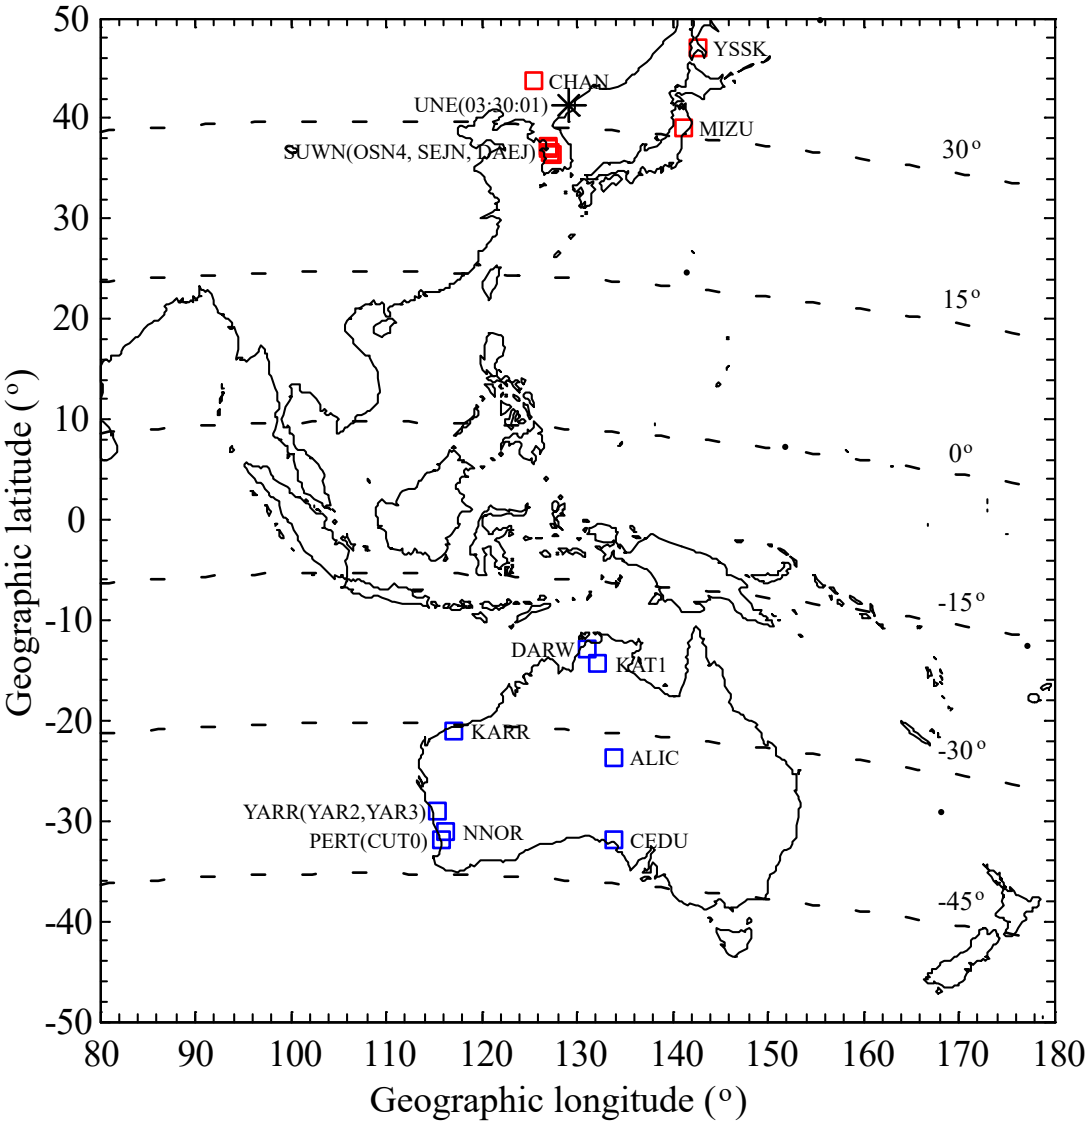 50
YSSK
CHAN
UNE(03:30:01)
40
MIZU
SUWN(OSN4, SEJN, DAEJ)
30°
30
15°
20
10
0°
0
-15°
-10
DARW
KAT1
-20
KARR
-30°
ALIC
YARR(YAR2,YAR3)
-30
NNOR
PERT(CUT0)
CEDU
-45°
-40
-50
80 90 100 110 120 130 140 150 160 170 180
Geographic longitude (°)
Geographic latitude (°)